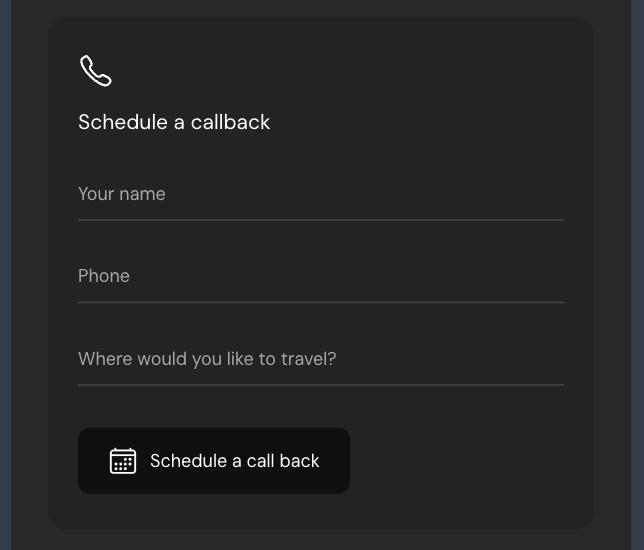 Schedule a callback
Your name
Phone
Where would you like to travel?
Schedule a call back